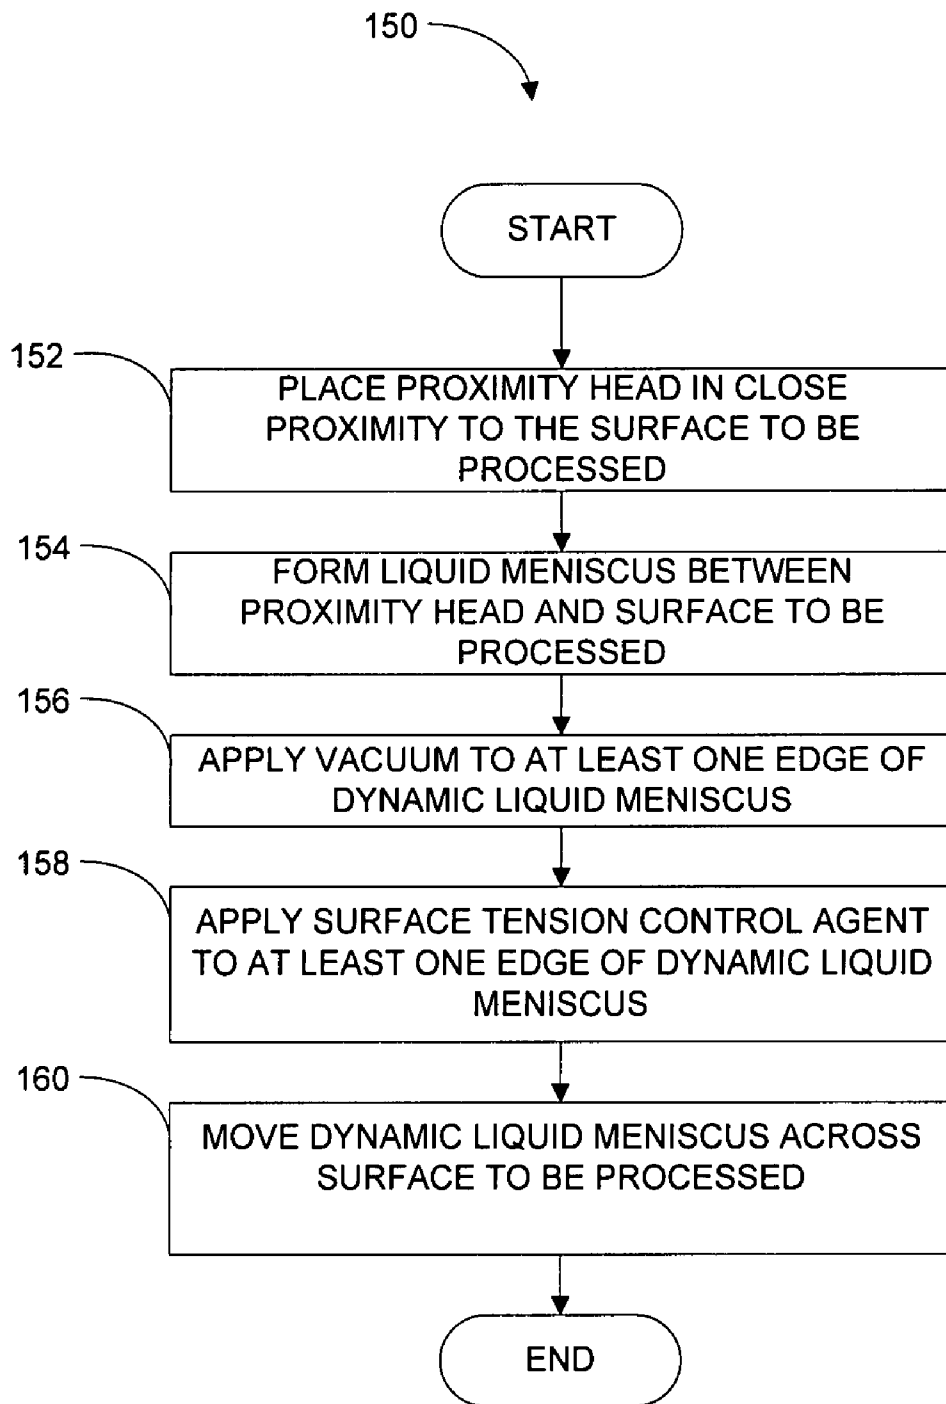 150
START
152
PLACE PROXIMITY HEAD IN CLOSE
PROXIMITY TO THE SURFACE TO BE
PROCESSED
154
FORM LIQUID MENISCUS BETWEEN
PROXIMITY HEAD AND SURFACE TO BE
PROCESSED
156
APPLY VACUUM TO AT LEAST ONE EDGE OF
DYNAMIC LIQUID MENISCUS
158
APPLY SURFACE TENSION CONTROL AGENT
TO AT LEAST ONE EDGE OF DYNAMIC LIQUID
MENISCUS
160
MOVE DYNAMIC LIQUID MENISCUS ACROSS
SURFACE TO BE PROCESSED
END